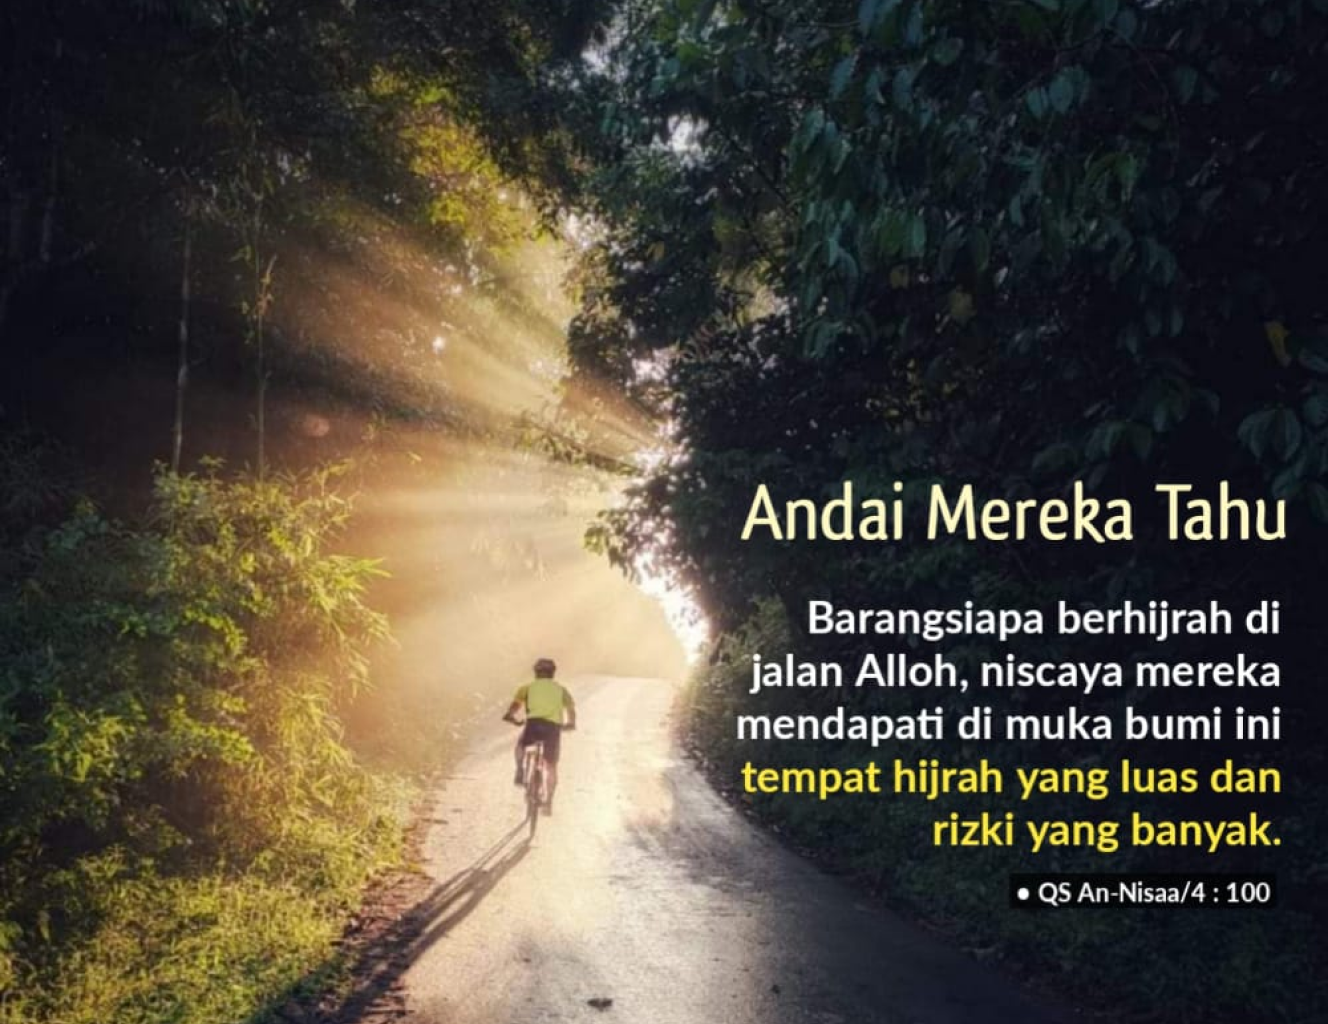 Andai Mereka Tahu
Barangsiapa berhijrah di
jalan Alloh, niscaya mereka
mendapati di muka bumi ini
tempat hijrah yang luas dan
rizki yang banyak.
• QS An-Nisaa/4 : 100